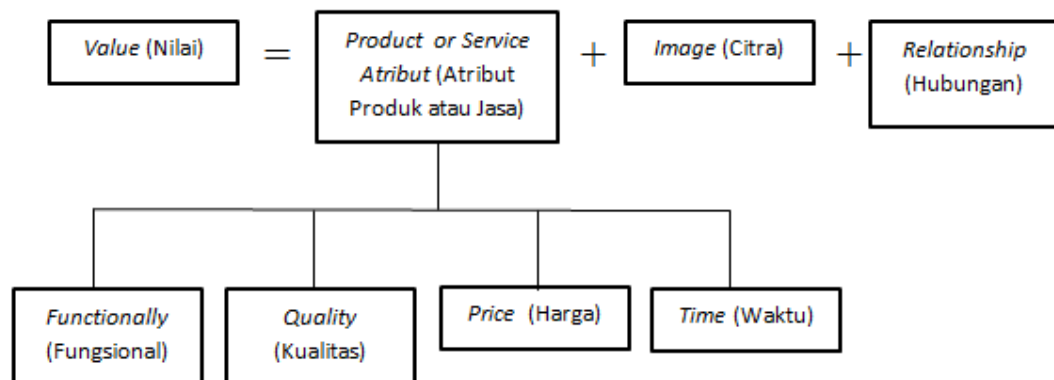 Value (Nilai)
=
Product or Service
Atribut (Atribut
Produk atau Jasa)
+
Image (Citra)
+
Relationship
(Hubungan)
Functionally
(Fungsional)
Quality
(Kualitas)
Price (Harga)
Time (Waktu)